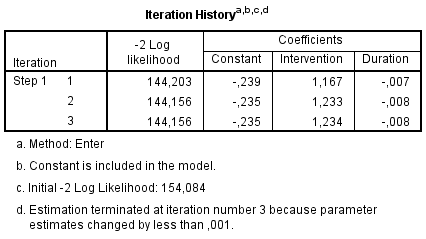 Iteration Historya,b,c,d
Iteration -2 Log likelihood Coefficients
Constant Intervention Duration
Step 1 1 144,203 -,239 1,167 -,007
2 144,156 -,235 1,233 -,008
3 144,156 -,235 1,234 -,008
a. Method: Enter
b. Constant is included in the model.
c. Initial -2 Log Likelihood: 154,084
d. Estimation terminated at iteration number 3 because parameter
estimates changed by less than ,001.